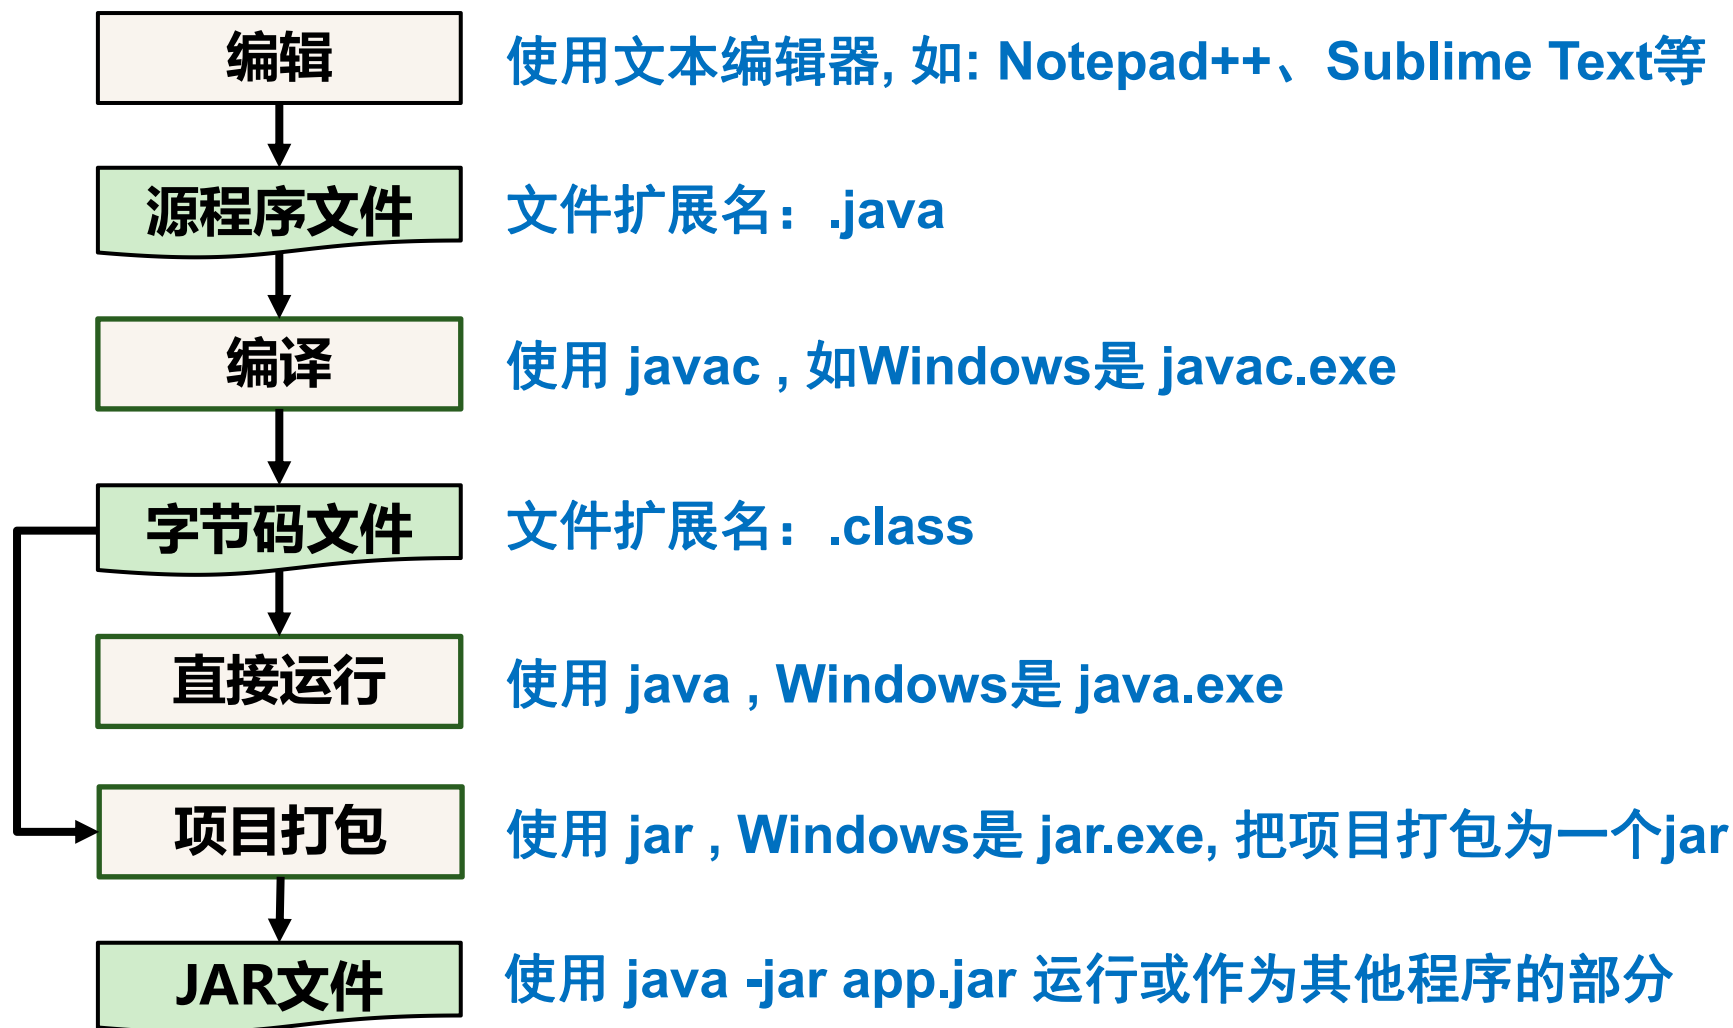 编辑
使用文本编辑器, 如: Notepad++、Sublime Text等
源程序文件
文件扩展名：.java
编译
使用 javac , 如Windows是 javac.exe
字节码文件
文件扩展名：.class
直接运行
使用 java , Windows是 java.exe
项目打包
使用 jar , Windows是 jar.exe, 把项目打包为一个jar
JAR文件
使用 java -jar app.jar 运行或作为其他程序的部分